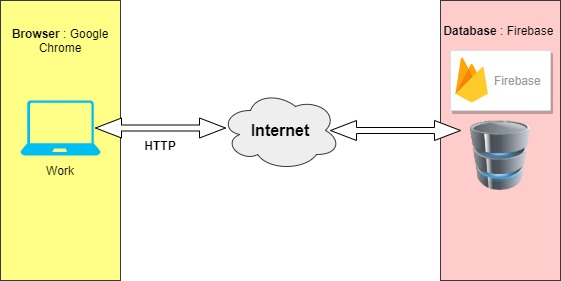 Browser : Google
Chrome
Work
HTTP
Internet
Database : Firebase
Firebase